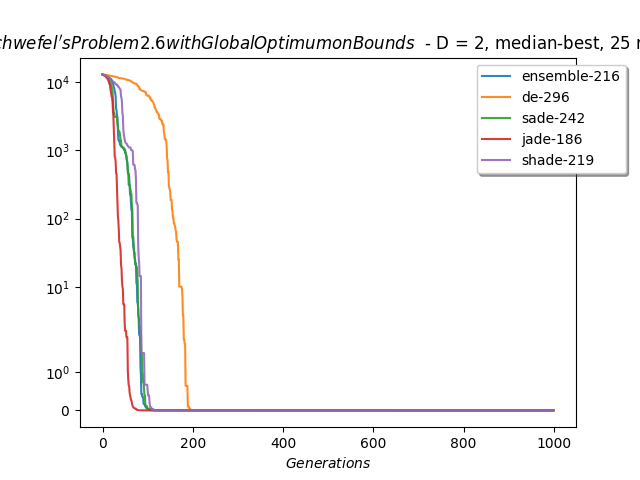 chwefel'sProblem2.6withGlobalOptimumonBounds - D = 2, median-best, 25 r
10^4
10^3
10^2
10^1
10^0
0
0 200 400 600 800 1000
Generations
ensemble-216
de-296
sade-242
jade-186
shade-219